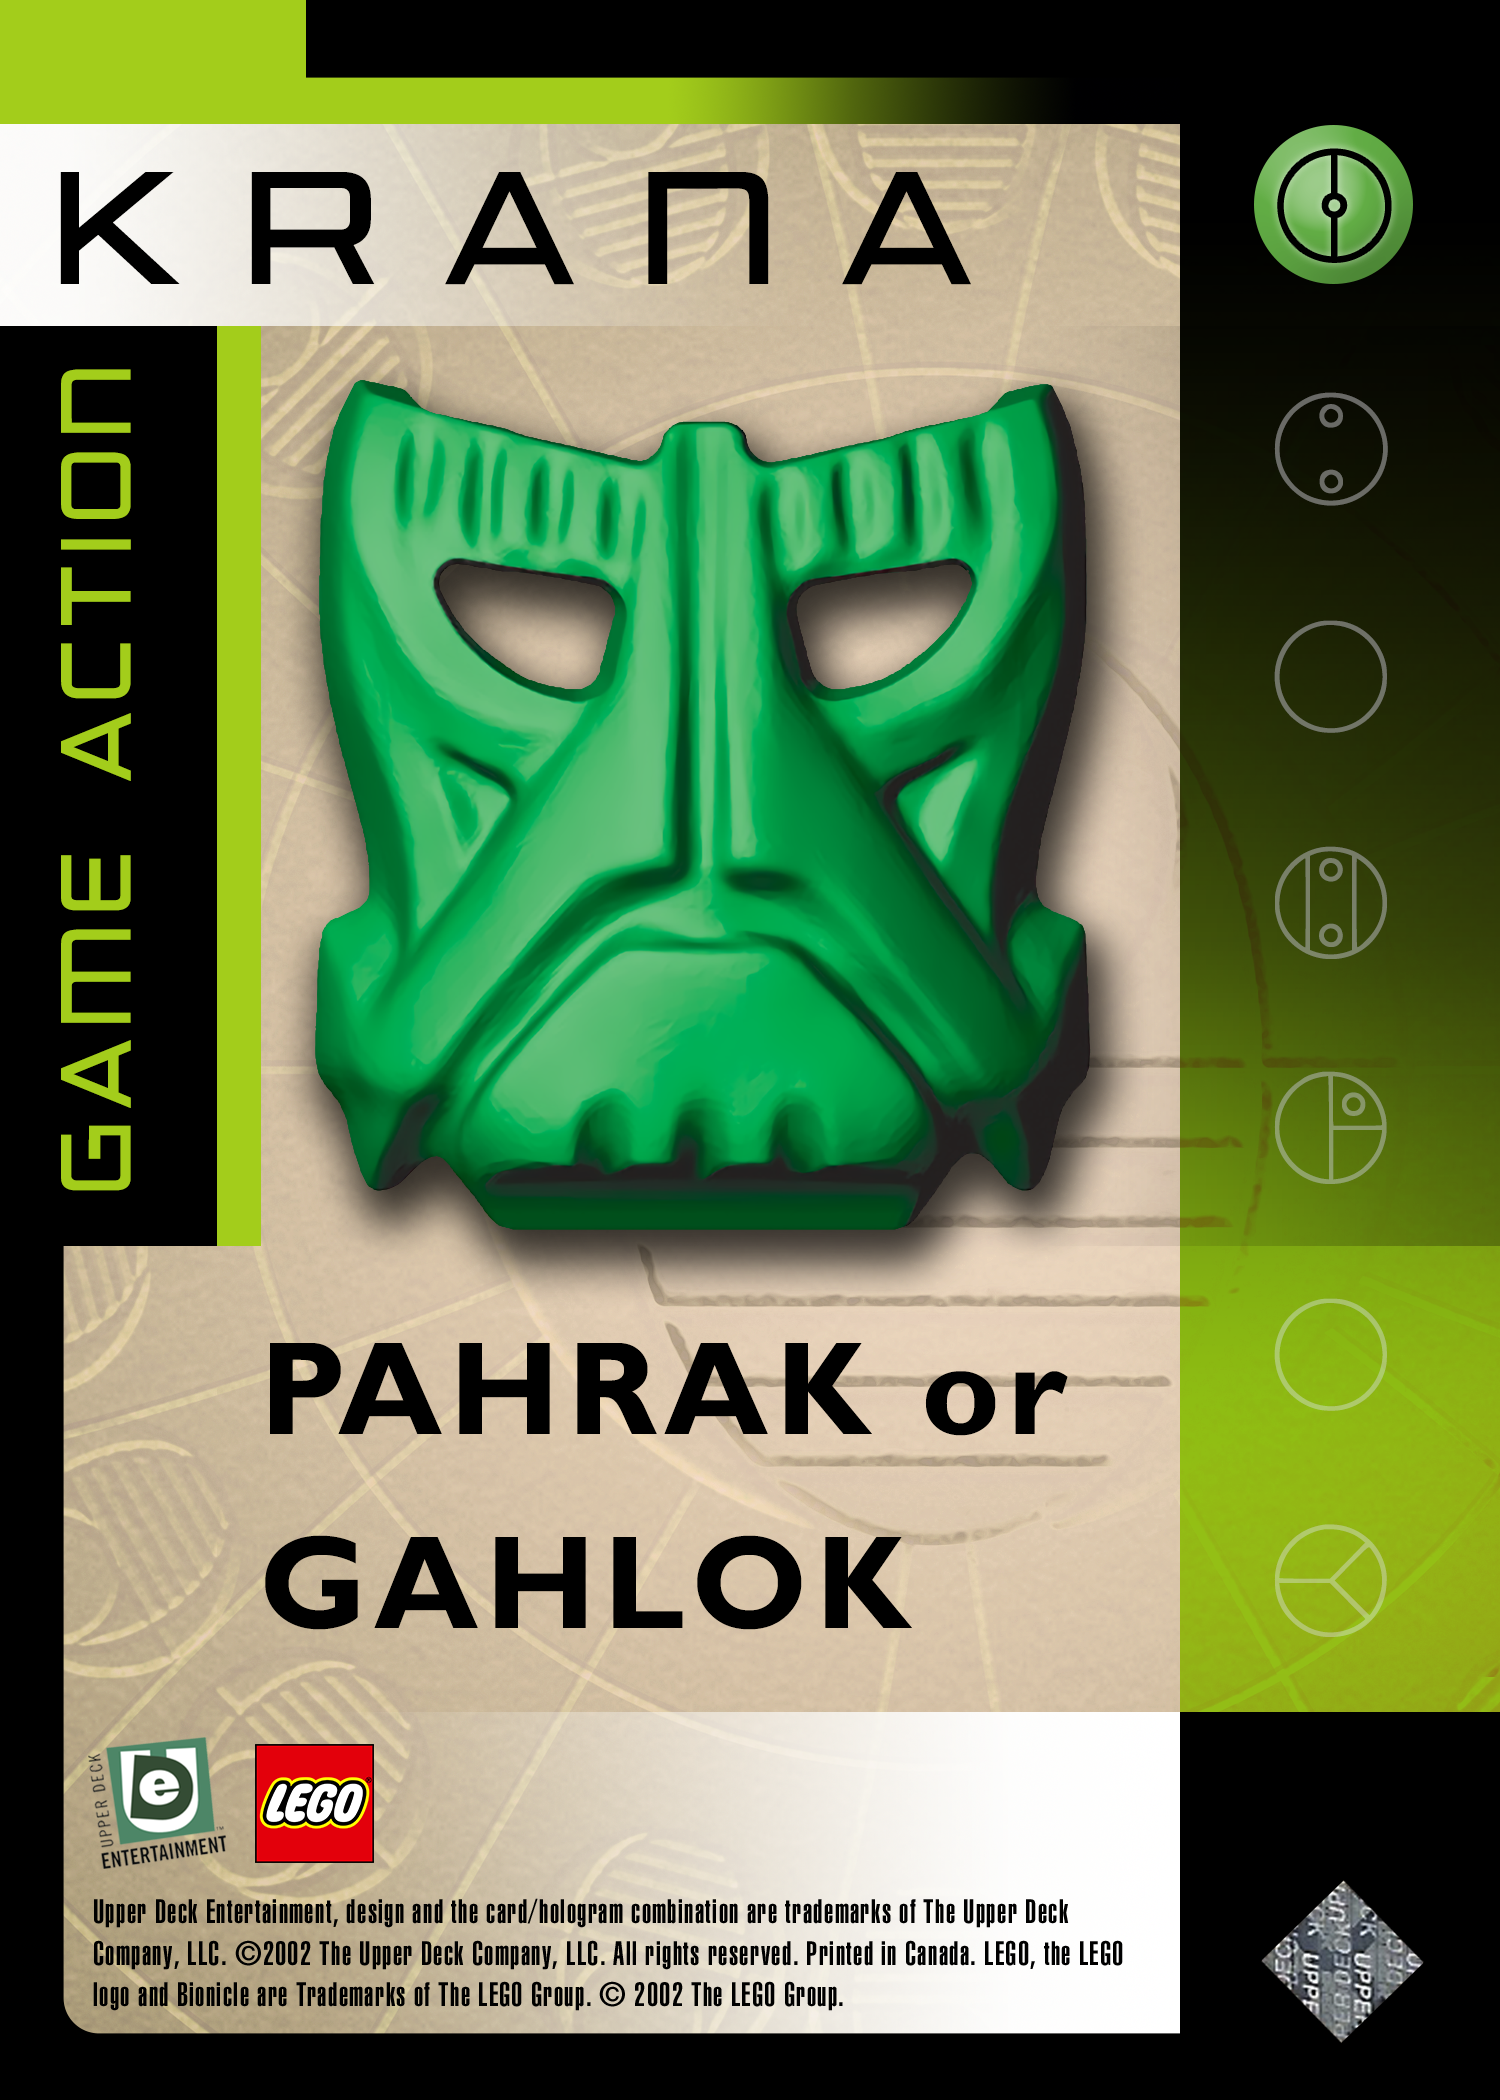 KRANA
GAME ACTION
PAHRAK or
GAHLOK
UPPER DECK
ENTERTAINMENT™
LEGO
Upper Deck Entertainment, design and the card/hologram combination are trademarks of The Upper Deck
Company, LLC. ©2002 The Upper Deck Company, LLC. All rights reserved. Printed in Canada. LEGO, the LEGO
logo and Bionicle are Trademarks of The LEGO Group. © 2002 The LEGO Group.